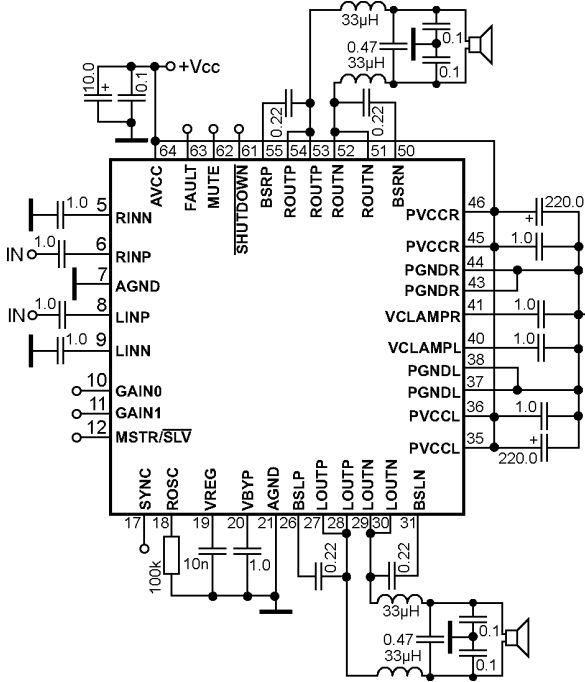 33µH
0.47
33µH
0.1
0.1
+Vcc
10.0
+
0.1
0.22
0.22
64
63
62
61
55
54
53
52
51
50
AVCC
FAULT
MUTE
SHUTDOWN
BSRP
ROUTP
ROUTP
ROUTN
ROUTN
BSRN
1.0
5
RINN
IN
1.0
6
RINP
7
AGND
IN
1.0
8
LINP
1.0
9
LINN
10
GAIN0
11
GAIN1
12
MSTR/SLV
PVCCR
46
+
220.0
PVCCR
45
1.0
PGNDR
44
PGNDR
43
VCLAMPR
41
1.0
VCLAMPL
40
1.0
PGNDL
38
PGNDL
37
PVCCL
36
1.0
PVCCL
35
+
220.0
SYNC
ROSC
VREG
VBYP
AGND
BSLP
LOUTP
LOUTP
LOUTN
LOUTN
BSLN
17
18
19
20
21
26
27
28
29
30
31
100k
10n
1.0
0.22
0.22
33µH
0.47
33µH
0.1
0.1